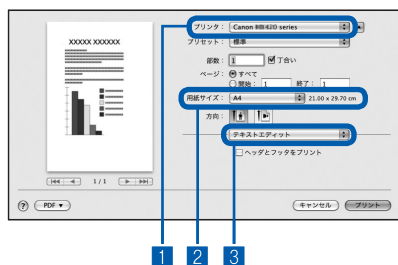 XXXXX XXXXXX
プリンタ： Canon 420 series
プリセット： 標準
部数： 1 丁合い
ページ： すべて
開始： 1 終了： 1
用紙サイズ： A4 21.00 x 29.70 cm
方向：
テキストエディット
ヘッダとフッタをプリント
1 / 1
? PDF ▼ キャンセル プリント
1 2 3